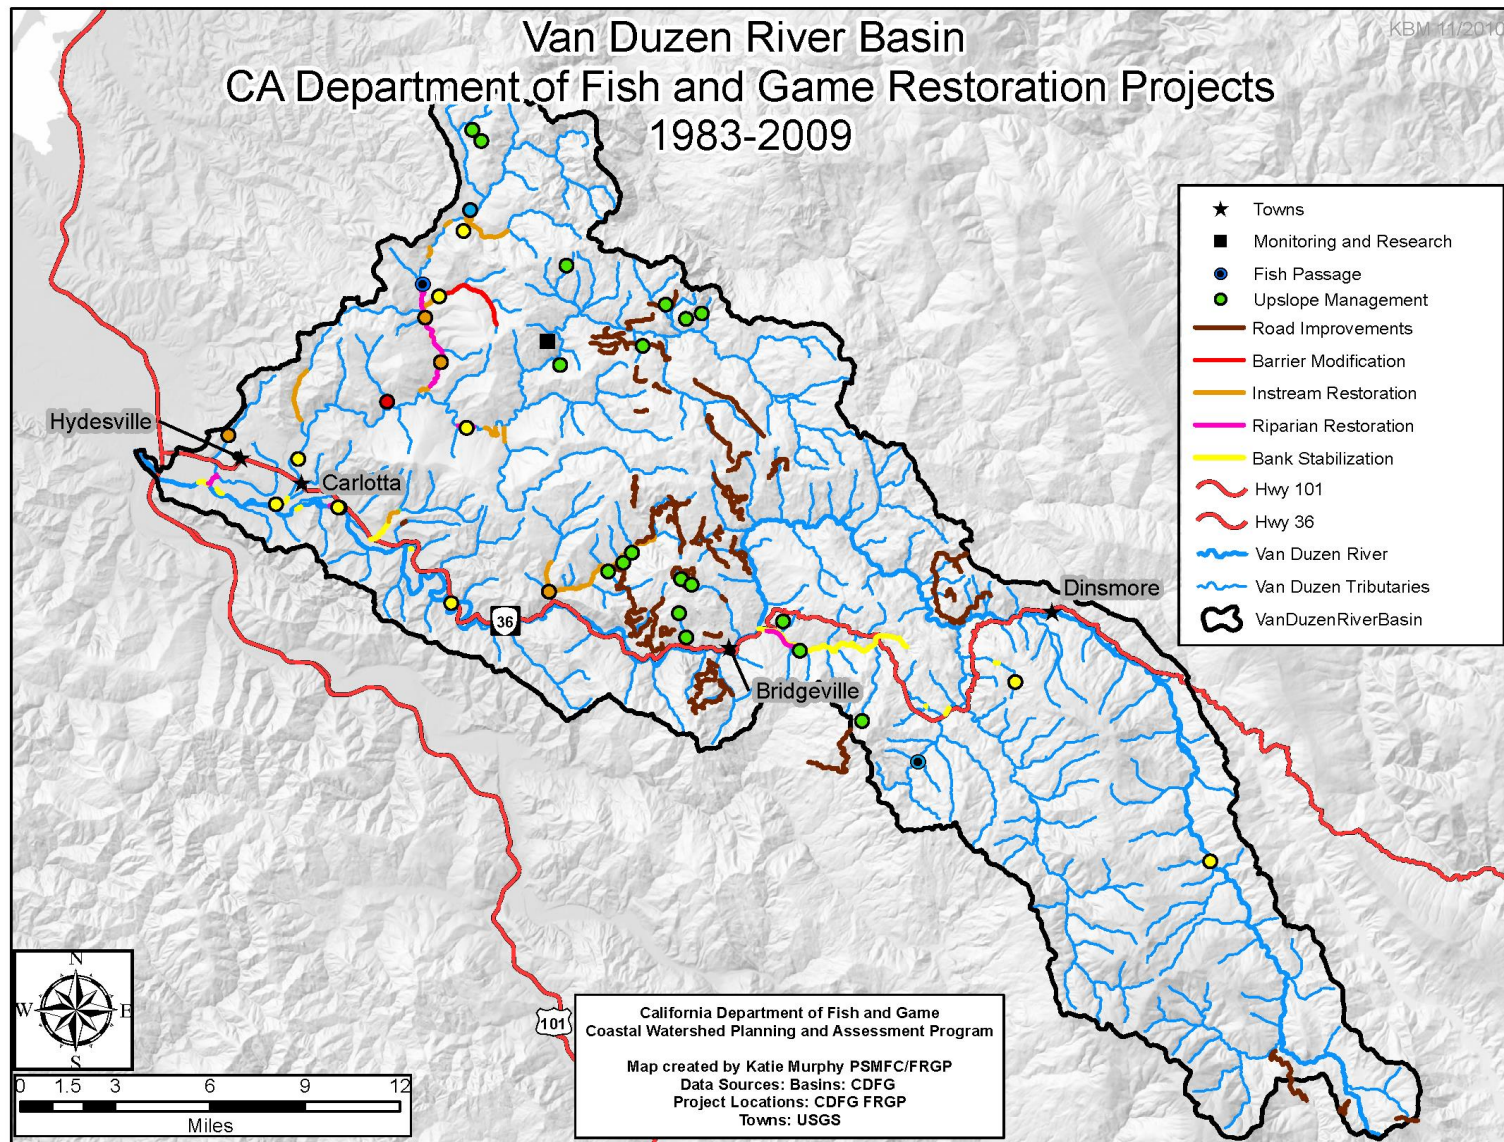 Van Duzen River Basin
CA Department of Fish and Game Restoration Projects
1983-2009
KBM 11/2010
Towns
Monitoring and Research
Fish Passage
Upslope Management
Road Improvements
Barrier Modification
Instream Restoration
Riparian Restoration
Bank Stabilization
Hwy 101
Hwy 36
Van Duzen River
Van Duzen Tributaries
VanDuzenRiverBasin
Hydesville
Carlotta
Dinsmore
36
Bridgeville
101
N
W E
S
0 1.5 3 6 9 12
Miles
California Department of Fish and Game
Coastal Watershed Planning and Assessment Program
Map created by Katie Murphy PSMFC/FRGP
Data Sources: Basins: CDFG
Project Locations: CDFG FRGP
Towns: USGS